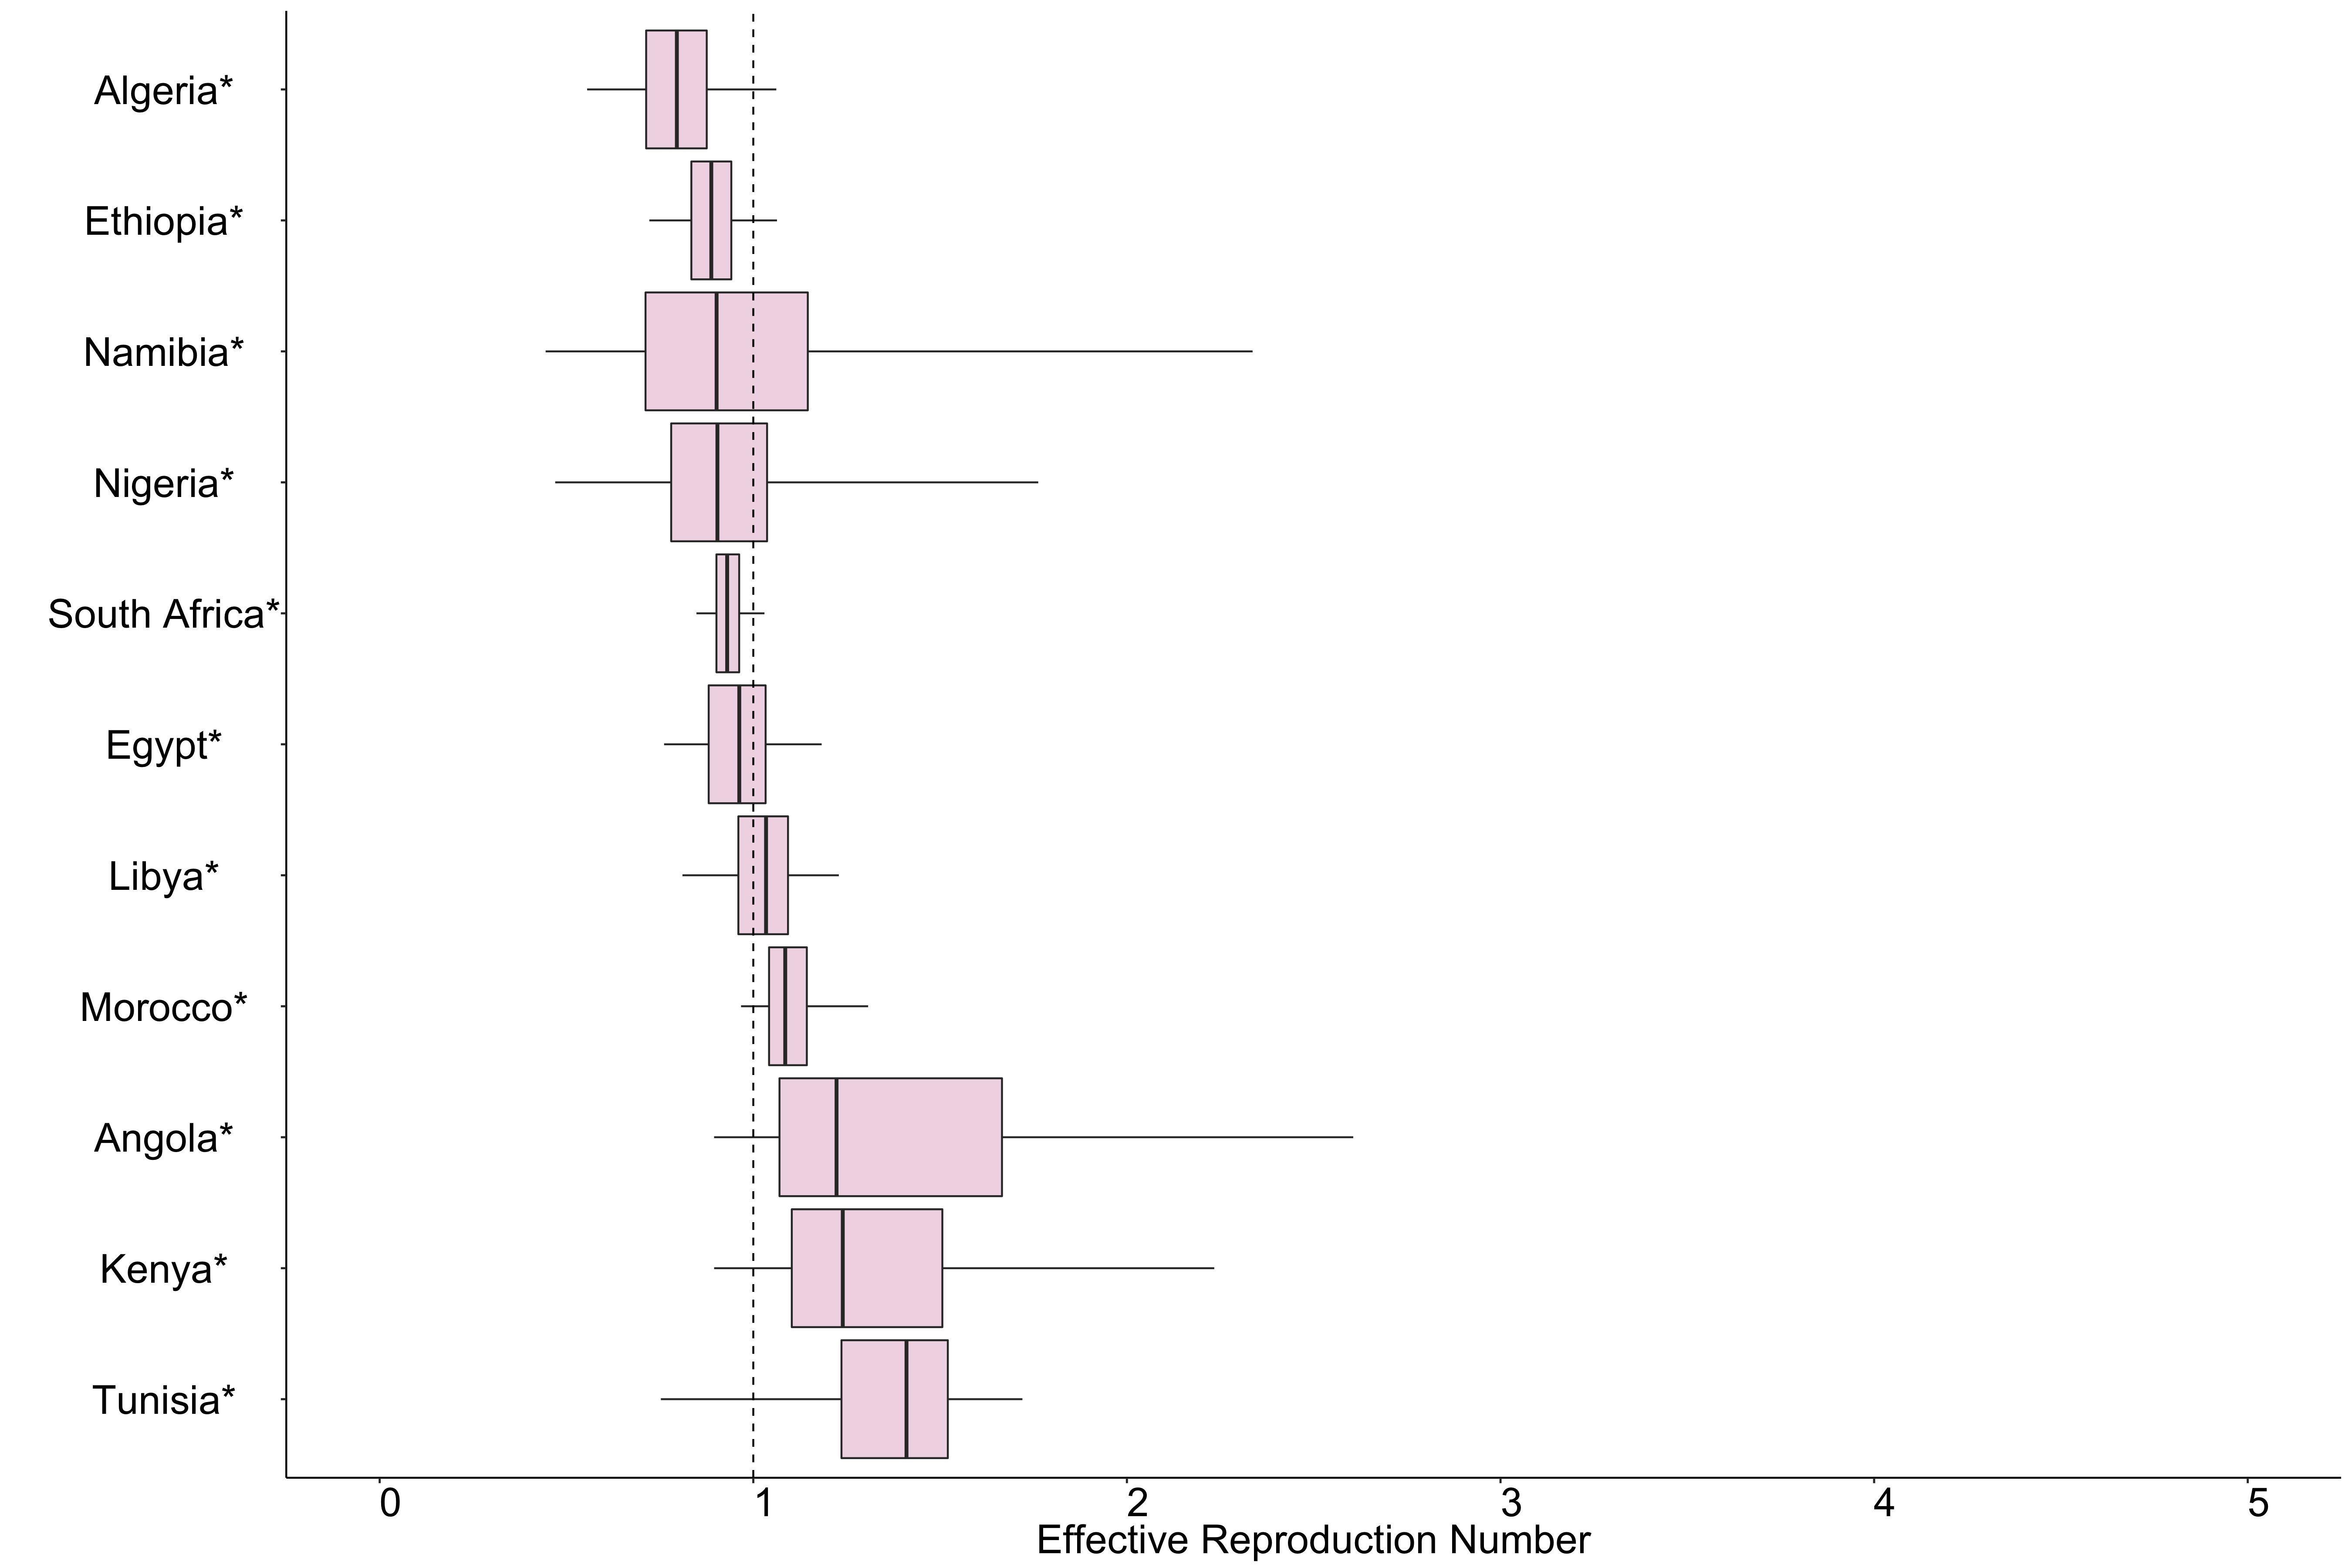 Algeria*
Ethiopia*
Namibia*
Nigeria*
South Africa*
Egypt*
Libya*
Morocco*
Angola*
Kenya*
Tunisia*
0 1 2 3 4 5
Effective Reproduction Number